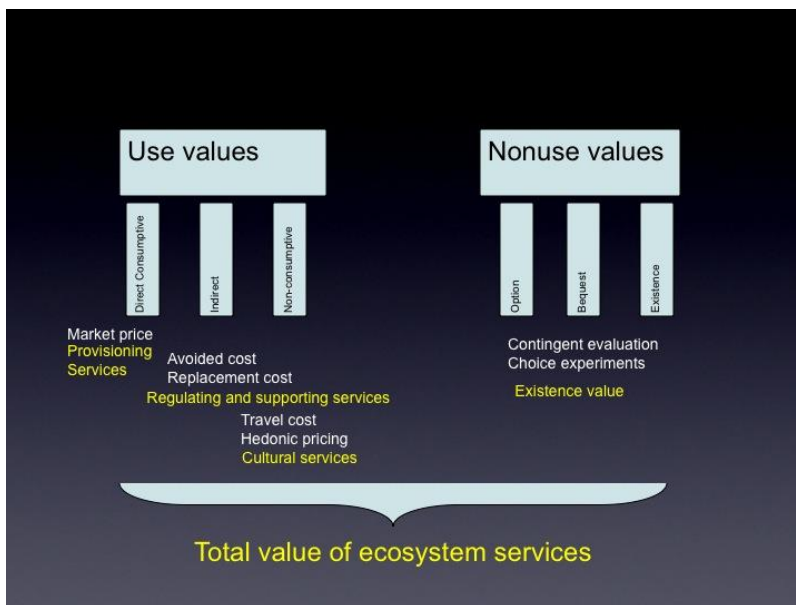 Use values
Nonuse values
Direct Consumptive
Indirect
Non-consumptive
Option
Bequest
Existence
Market price
Provisioning
Services
Avoided cost
Replacement cost
Regulating and supporting services
Travel cost
Hedonic pricing
Cultural services
Contingent evaluation
Choice experiments
Existence value
Total value of ecosystem services